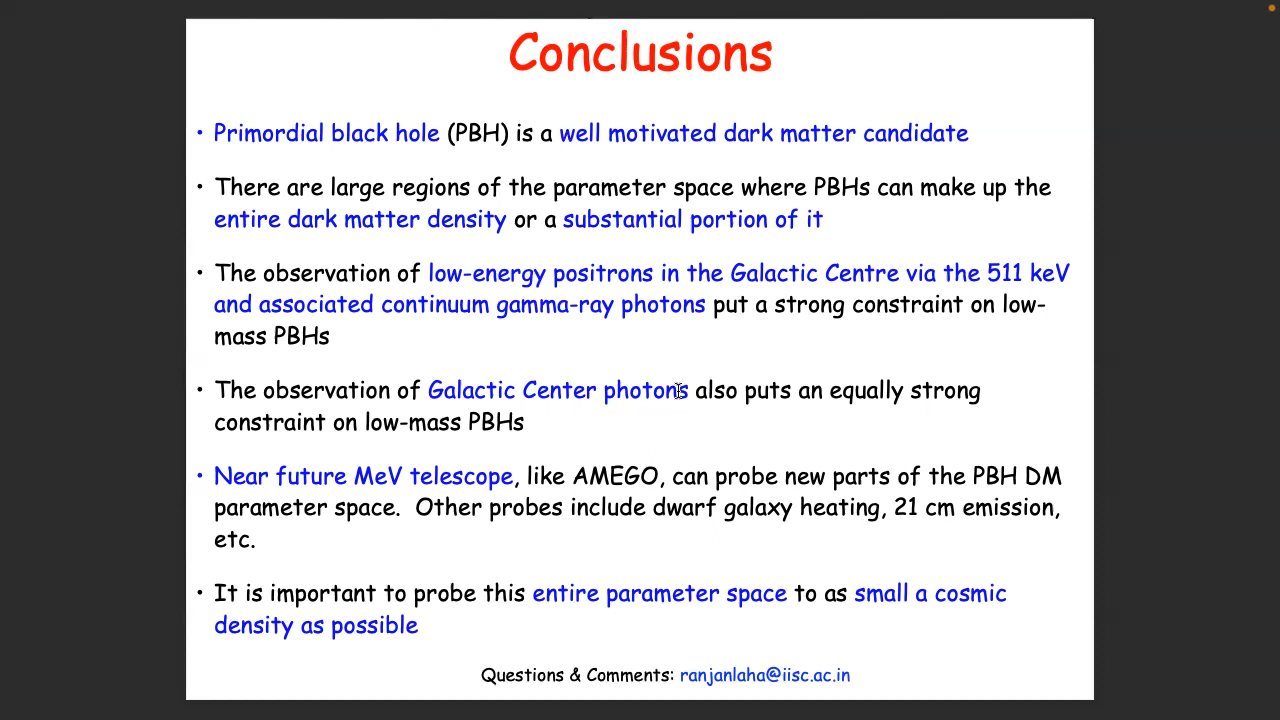 Conclusions
• Primordial black hole (PBH) is a well motivated dark matter candidate
• There are large regions of the parameter space where PBHs can make up the
entire dark matter density or a substantial portion of it
• The observation of low-energy positrons in the Galactic Centre via the 511 keV
and associated continuum gamma-ray photons put a strong constraint on low-
mass PBHs
• The observation of Galactic Center photons also puts an equally strong
constraint on low-mass PBHs
• Near future MeV telescope, like AMEGO, can probe new parts of the PBH DM
parameter space. Other probes include dwarf galaxy heating, 21 cm emission,
etc.
• It is important to probe this entire parameter space to as small a cosmic
density as possible
Questions & Comments: ranjanlaha@iisc.ac.in